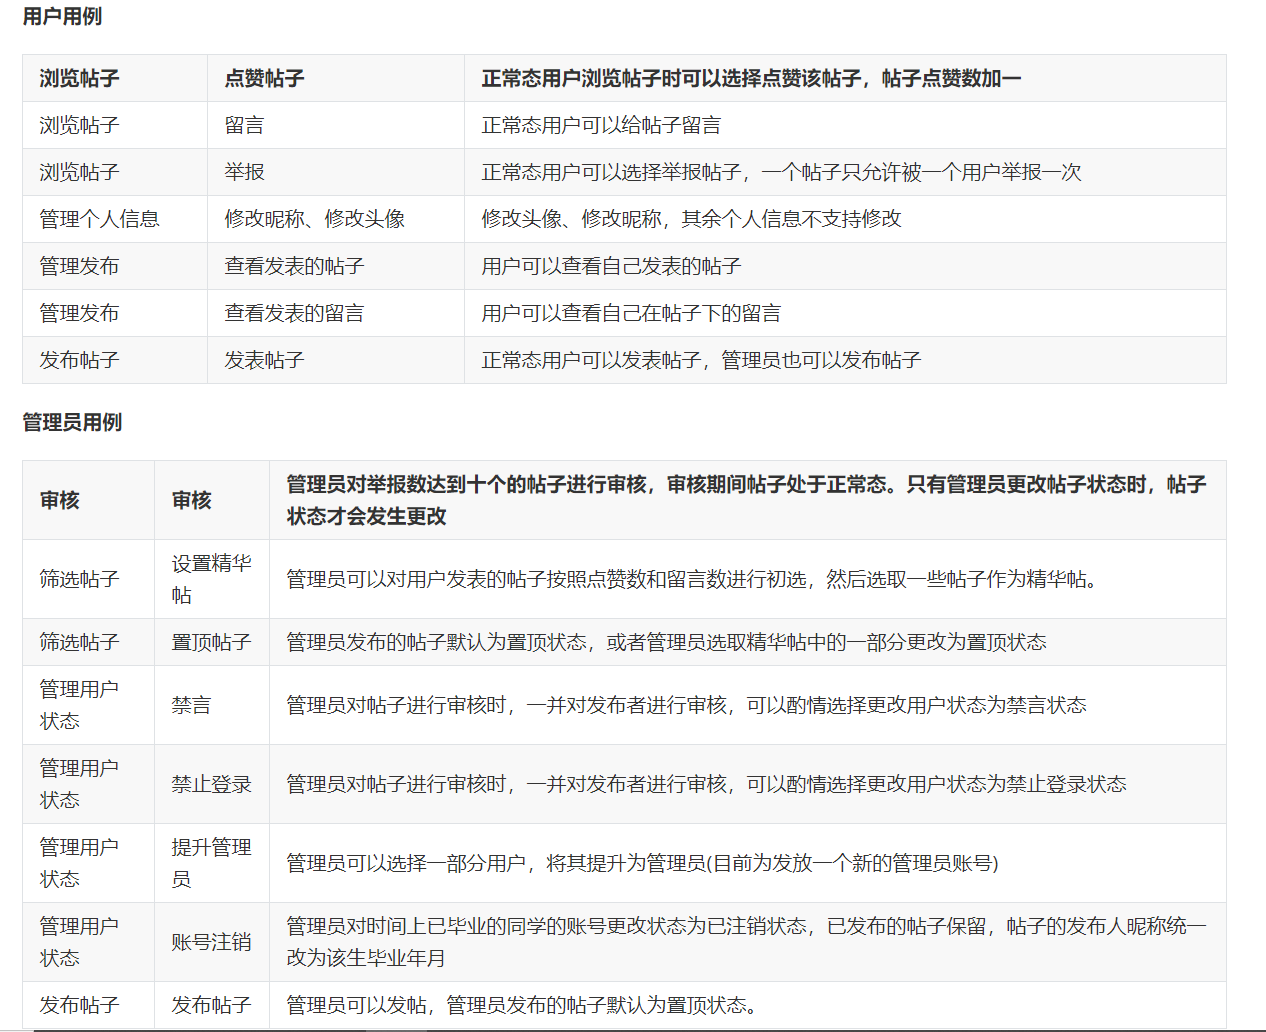 用户用例
浏览帖子 点赞帖子 正常态用户浏览帖子时可以选择点赞该帖子，帖子点赞数加一
浏览帖子 留言 正常态用户可以给帖子留言
浏览帖子 举报 正常态用户可以选择举报帖子，一个帖子只允许被一个用户举报一次
管理个人信息 修改昵称、修改头像 修改头像、修改昵称，其余个人信息不支持修改
管理发布 查看发表的帖子 用户可以查看自己发表的帖子
管理发布 查看发表的留言 用户可以查看自己在帖子下的留言
发布帖子 发表帖子 正常态用户可以发表帖子，管理员也可以发布帖子
管理员用例
审核 审核 管理员对举报数达到十个的帖子进行审核，审核期间帖子处于正常态。只有管理员更改帖子状态时，帖子
状态才会发生更改
筛选帖子 设置精华
帖 管理员可以对用户发表的帖子按照点赞数和留言数进行初选，然后选取一些帖子作为精华帖。
筛选帖子 置顶帖子 管理员发布的帖子默认为置顶状态，或者管理员选取精华帖中的一部分更改为置顶状态
管理用户
状态 禁言 管理员对帖子进行审核时，一并对发布者进行审核，可以酌情选择更改用户状态为禁言状态
管理用户
状态 禁止登录 管理员对帖子进行审核时，一并对发布者进行审核，可以酌情选择更改用户状态为禁止登录状态
管理用户
状态 提升管理
员 管理员可以选择一部分用户，将其提升为管理员(目前为发放一个新的管理员账号)
管理用户
状态 账号注销 管理员对时间上已毕业的同学的账号更改状态为已注销状态，已发布的帖子保留，帖子的发布人昵称统一
改为该生毕业年月
发布帖子 发布帖子 管理员可以发帖，管理员发布的帖子默认为置顶状态。